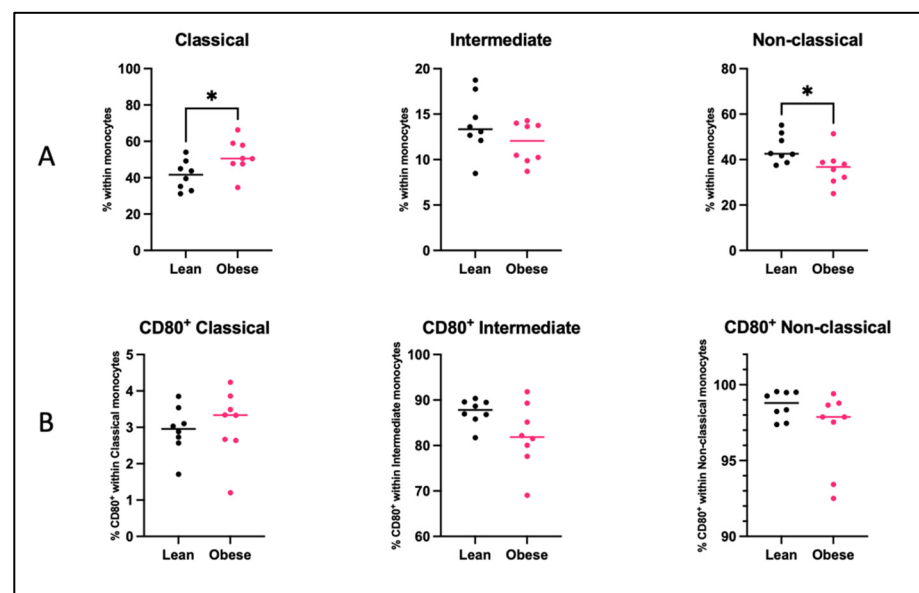 Classical Intermediate Non-classical
A
% within monocytes
100
80
60
40
20
0
*
Lean Obese
% within monocytes
20
15
10
5
0
Lean Obese
% within monocytes
80
60
40
20
0
*
Lean Obese
CD80⁺ Classical CD80⁺ Intermediate CD80⁺ Non-classical
B
% CD80⁺ within Classical monocytes
5
4
3
2
1
0
Lean Obese
% CD80⁺ within Intermediate monocytes
100
90
80
70
60
Lean Obese
% CD80⁺ within Non-classical monocytes
100
95
90
Lean Obese